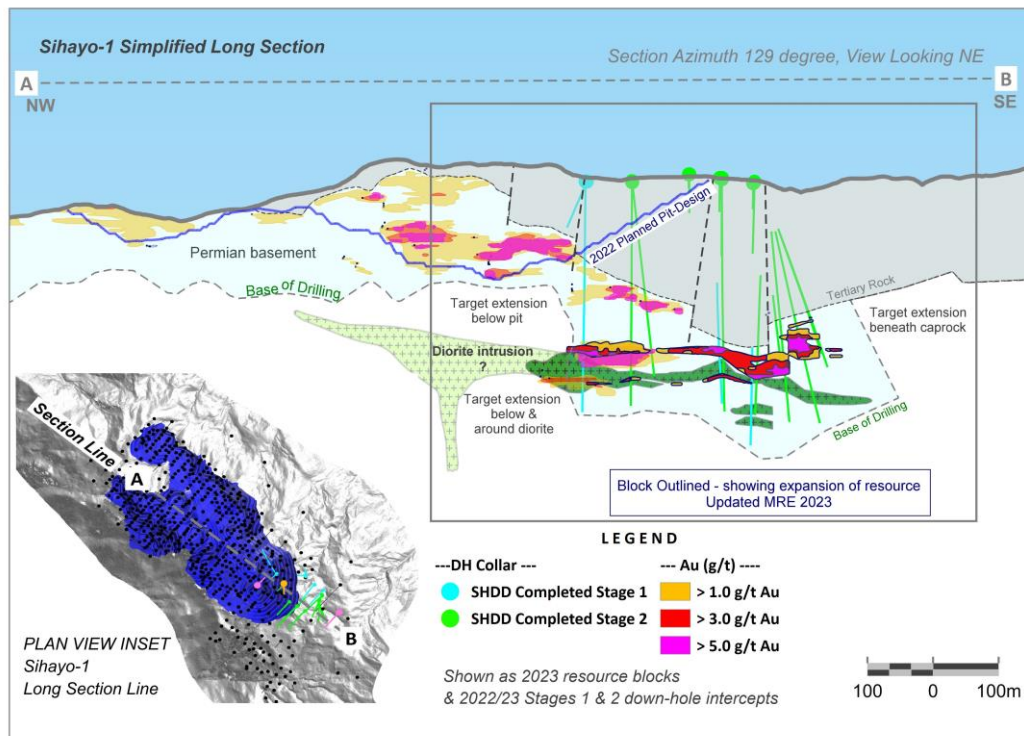 Sihayo-1 Simplified Long Section
Section Azimuth 129 degree, View Looking NE
A
B
NW
SE
2022 Planned Pit-Design
Permian basement
Base of Drilling
Tertiary Rock
Target extension
below pit
Target extension
beneath caprock
Diorite intrusion
?
Target extension
below &
around diorite
Base of Drilling
Section Line
A
Block Outlined - showing expansion of resource
Updated MRE 2023
LEGEND
---DH Collar ---
--- Au (g/t) ----
SHDD Completed Stage 1
> 1.0 g/t Au
SHDD Completed Stage 2
> 3.0 g/t Au
> 5.0 g/t Au
B
PLAN VIEW INSET
Sihayo-1
Long Section Line
Shown as 2023 resource blocks
& 2022/23 Stages 1 & 2 down-hole intercepts
100 0 100m